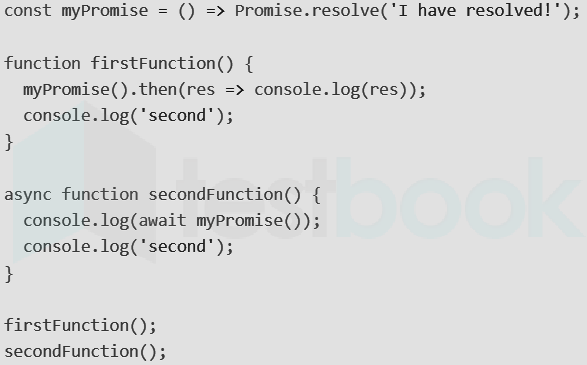 const myPromise = () => Promise.resolve('I have resolved!');
function firstFunction() {
  myPromise().then(res => console.log(res));
  console.log('second');
}
async function secondFunction() {
  console.log(await myPromise());
  console.log('second');
}
firstFunction();
secondFunction();
testbook